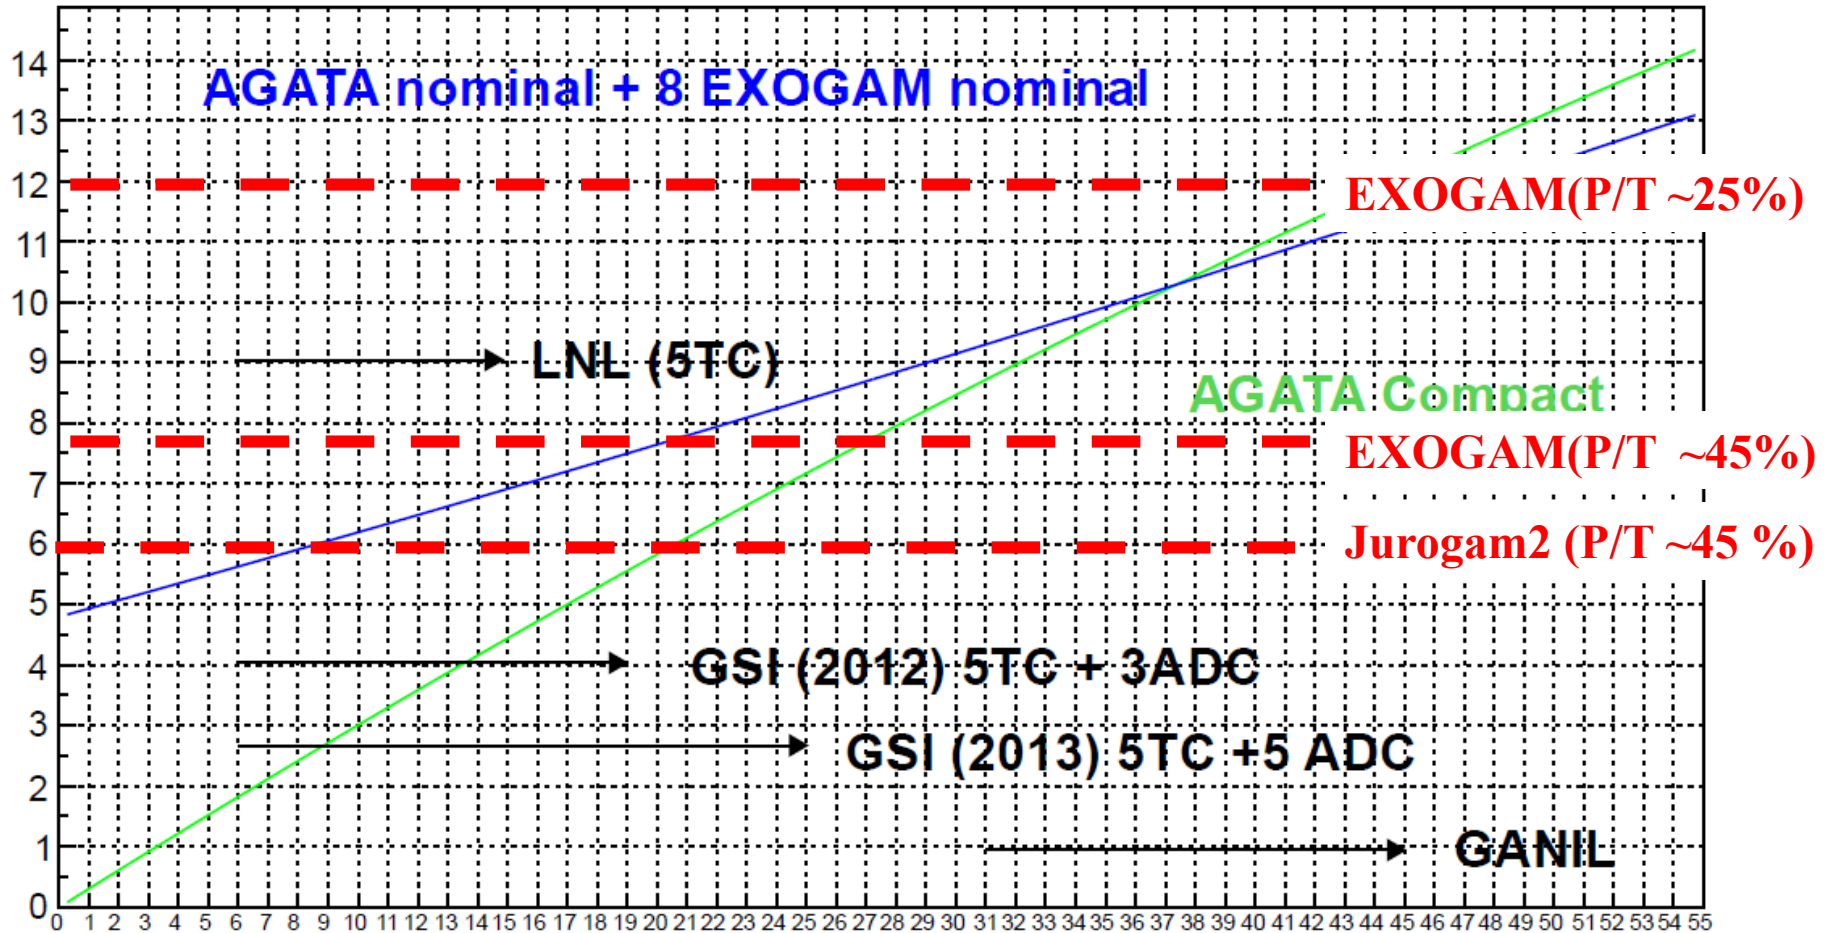 14
AGATA nominal + 8 EXOGAM nominal
13
12
EXOGAM(P/T ~25%)
11
10
9
LNL (5TC)
AGATA Compact
8
EXOGAM(P/T ~45%)
7
6
Jurogam2 (P/T ~45 %)
5
4
GSI (2012) 5TC + 3ADC
3
GSI (2013) 5TC +5 ADC
2
1
GANIL
0
0 1 2 3 4 5 6 7 8 9 10 11 12 13 14 15 16 17 18 19 20 21 22 23 24 25 26 27 28 29 30 31 32 33 34 35 36 37 38 39 40 41 42 43 44 45 46 47 48 49 50 51 52 53 54 55